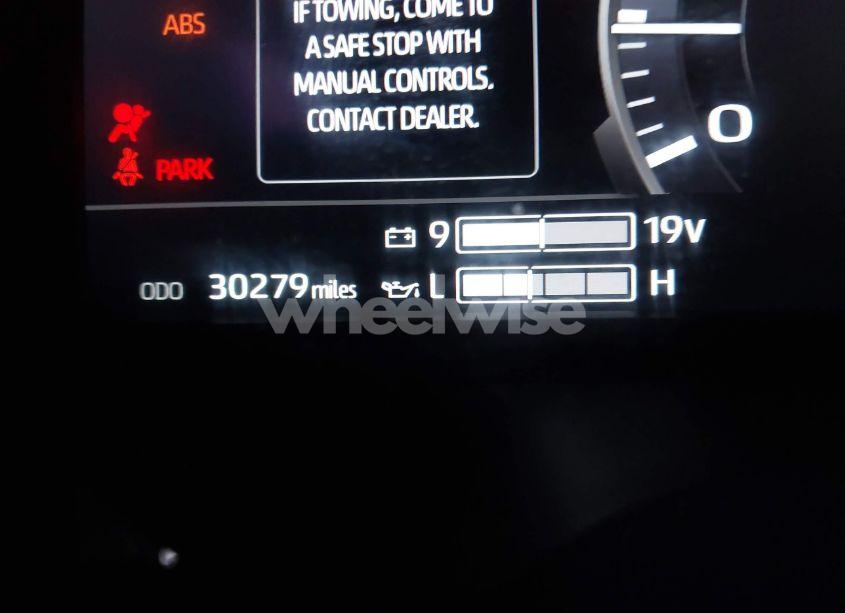 ABS
IF TOWING, COME TO
A SAFE STOP WITH
MANUAL CONTROLS.
CONTACT DEALER.
0
PARK
9 19V
ODO 30279 miles L H
wheelwise